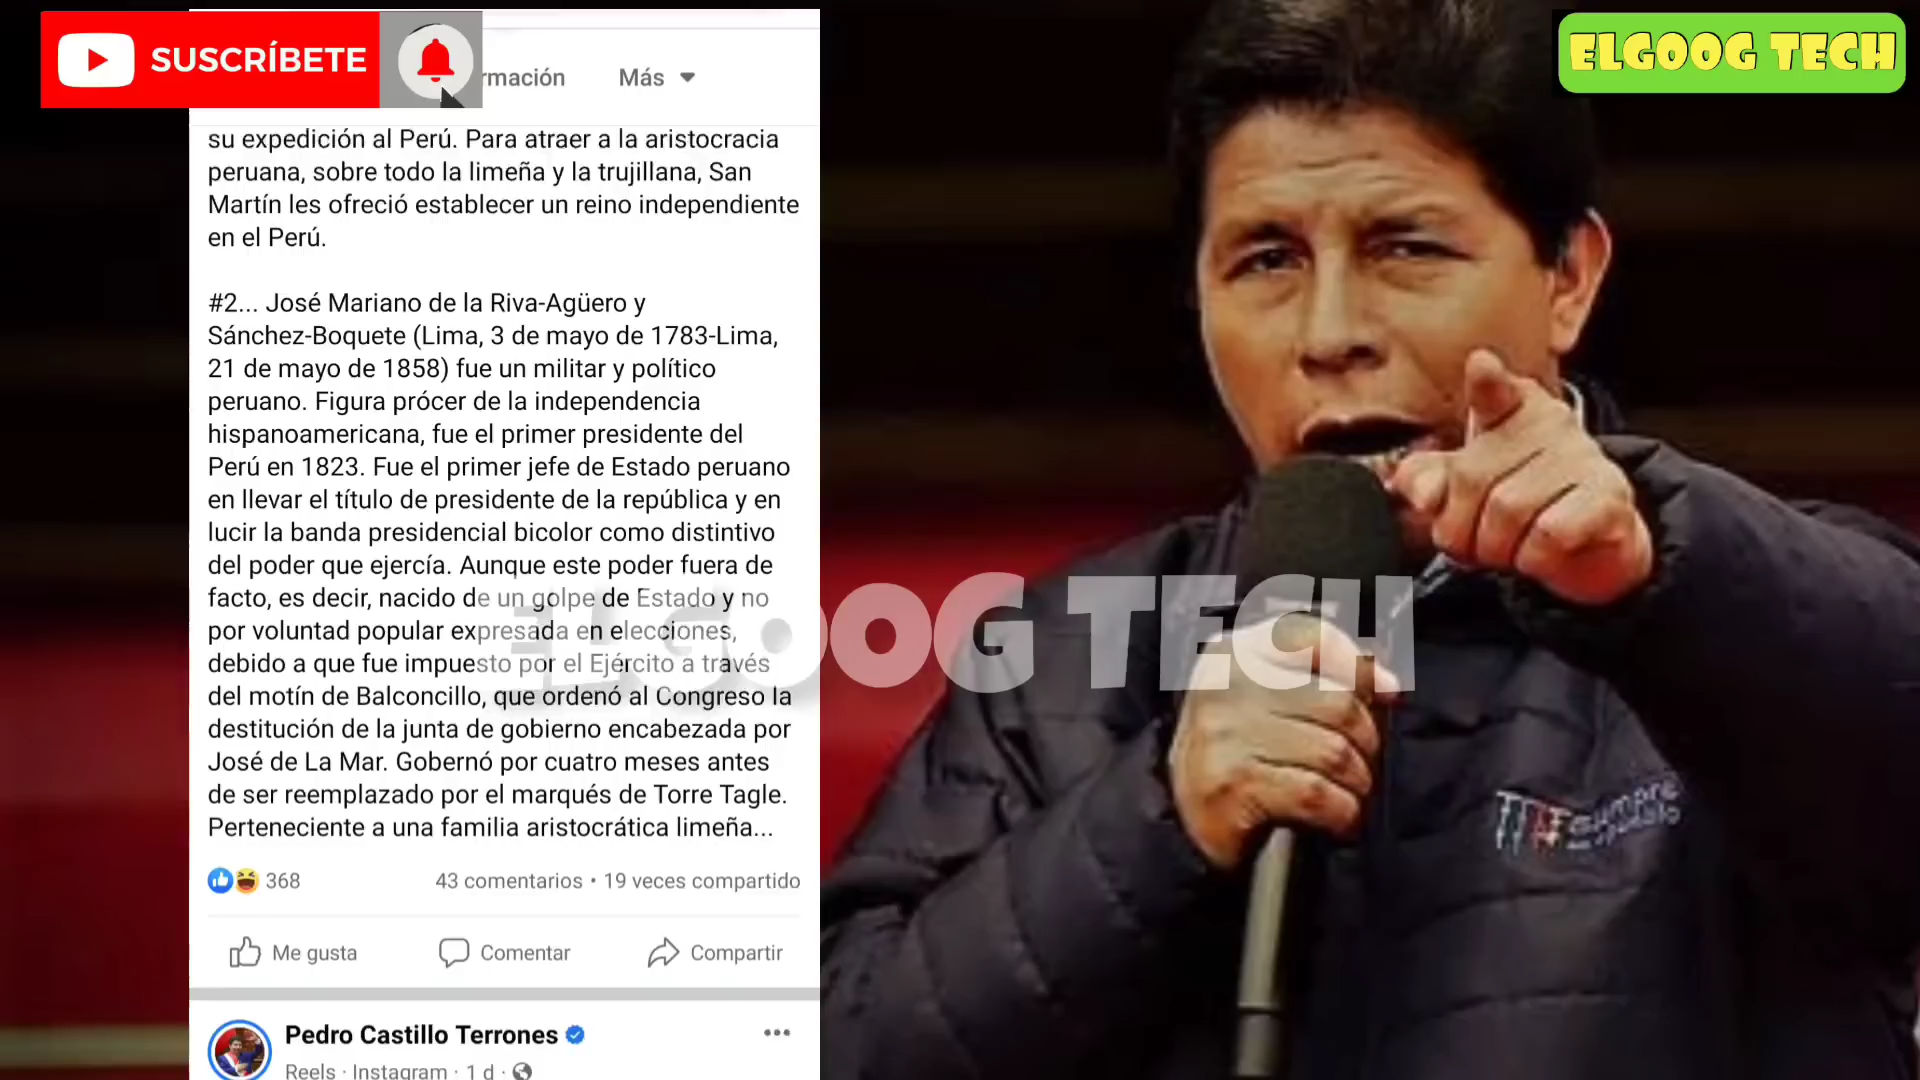 SUSCRÍBETE
rmación Más
ELGOOG TECH
su expedición al Perú. Para atraer a la aristocracia
peruana, sobre todo la limeña y la trujillana, San
Martín les ofreció establecer un reino independiente
en el Perú.
#2... José Mariano de la Riva-Agüero y
Sánchez-Boquete (Lima, 3 de mayo de 1783-Lima,
21 de mayo de 1858) fue un militar y político
peruano. Figura prócer de la independencia
hispanoamericana, fue el primer presidente del
Perú en 1823. Fue el primer jefe de Estado peruano
en llevar el título de presidente de la república y en
lucir la banda presidencial bicolor como distintivo
del poder que ejercía. Aunque este poder fuera de
facto, es decir, nacido de un golpe de Estado y no
por voluntad popular expresada en elecciones,
debido a que fue impuesto por el Ejército a través
del motín de Balconcillo, que ordenó al Congreso la
destitución de la junta de gobierno encabezada por
José de La Mar. Gobernó por cuatro meses antes
de ser reemplazado por el marqués de Torre Tagle.
Perteneciente a una familia aristocrática limeña...
368 43 comentarios • 19 veces compartido
Me gusta Comentar Compartir
Pedro Castillo Terrones
Reels · Instagram · 1 d ·
ELGOOG TECH
siempre